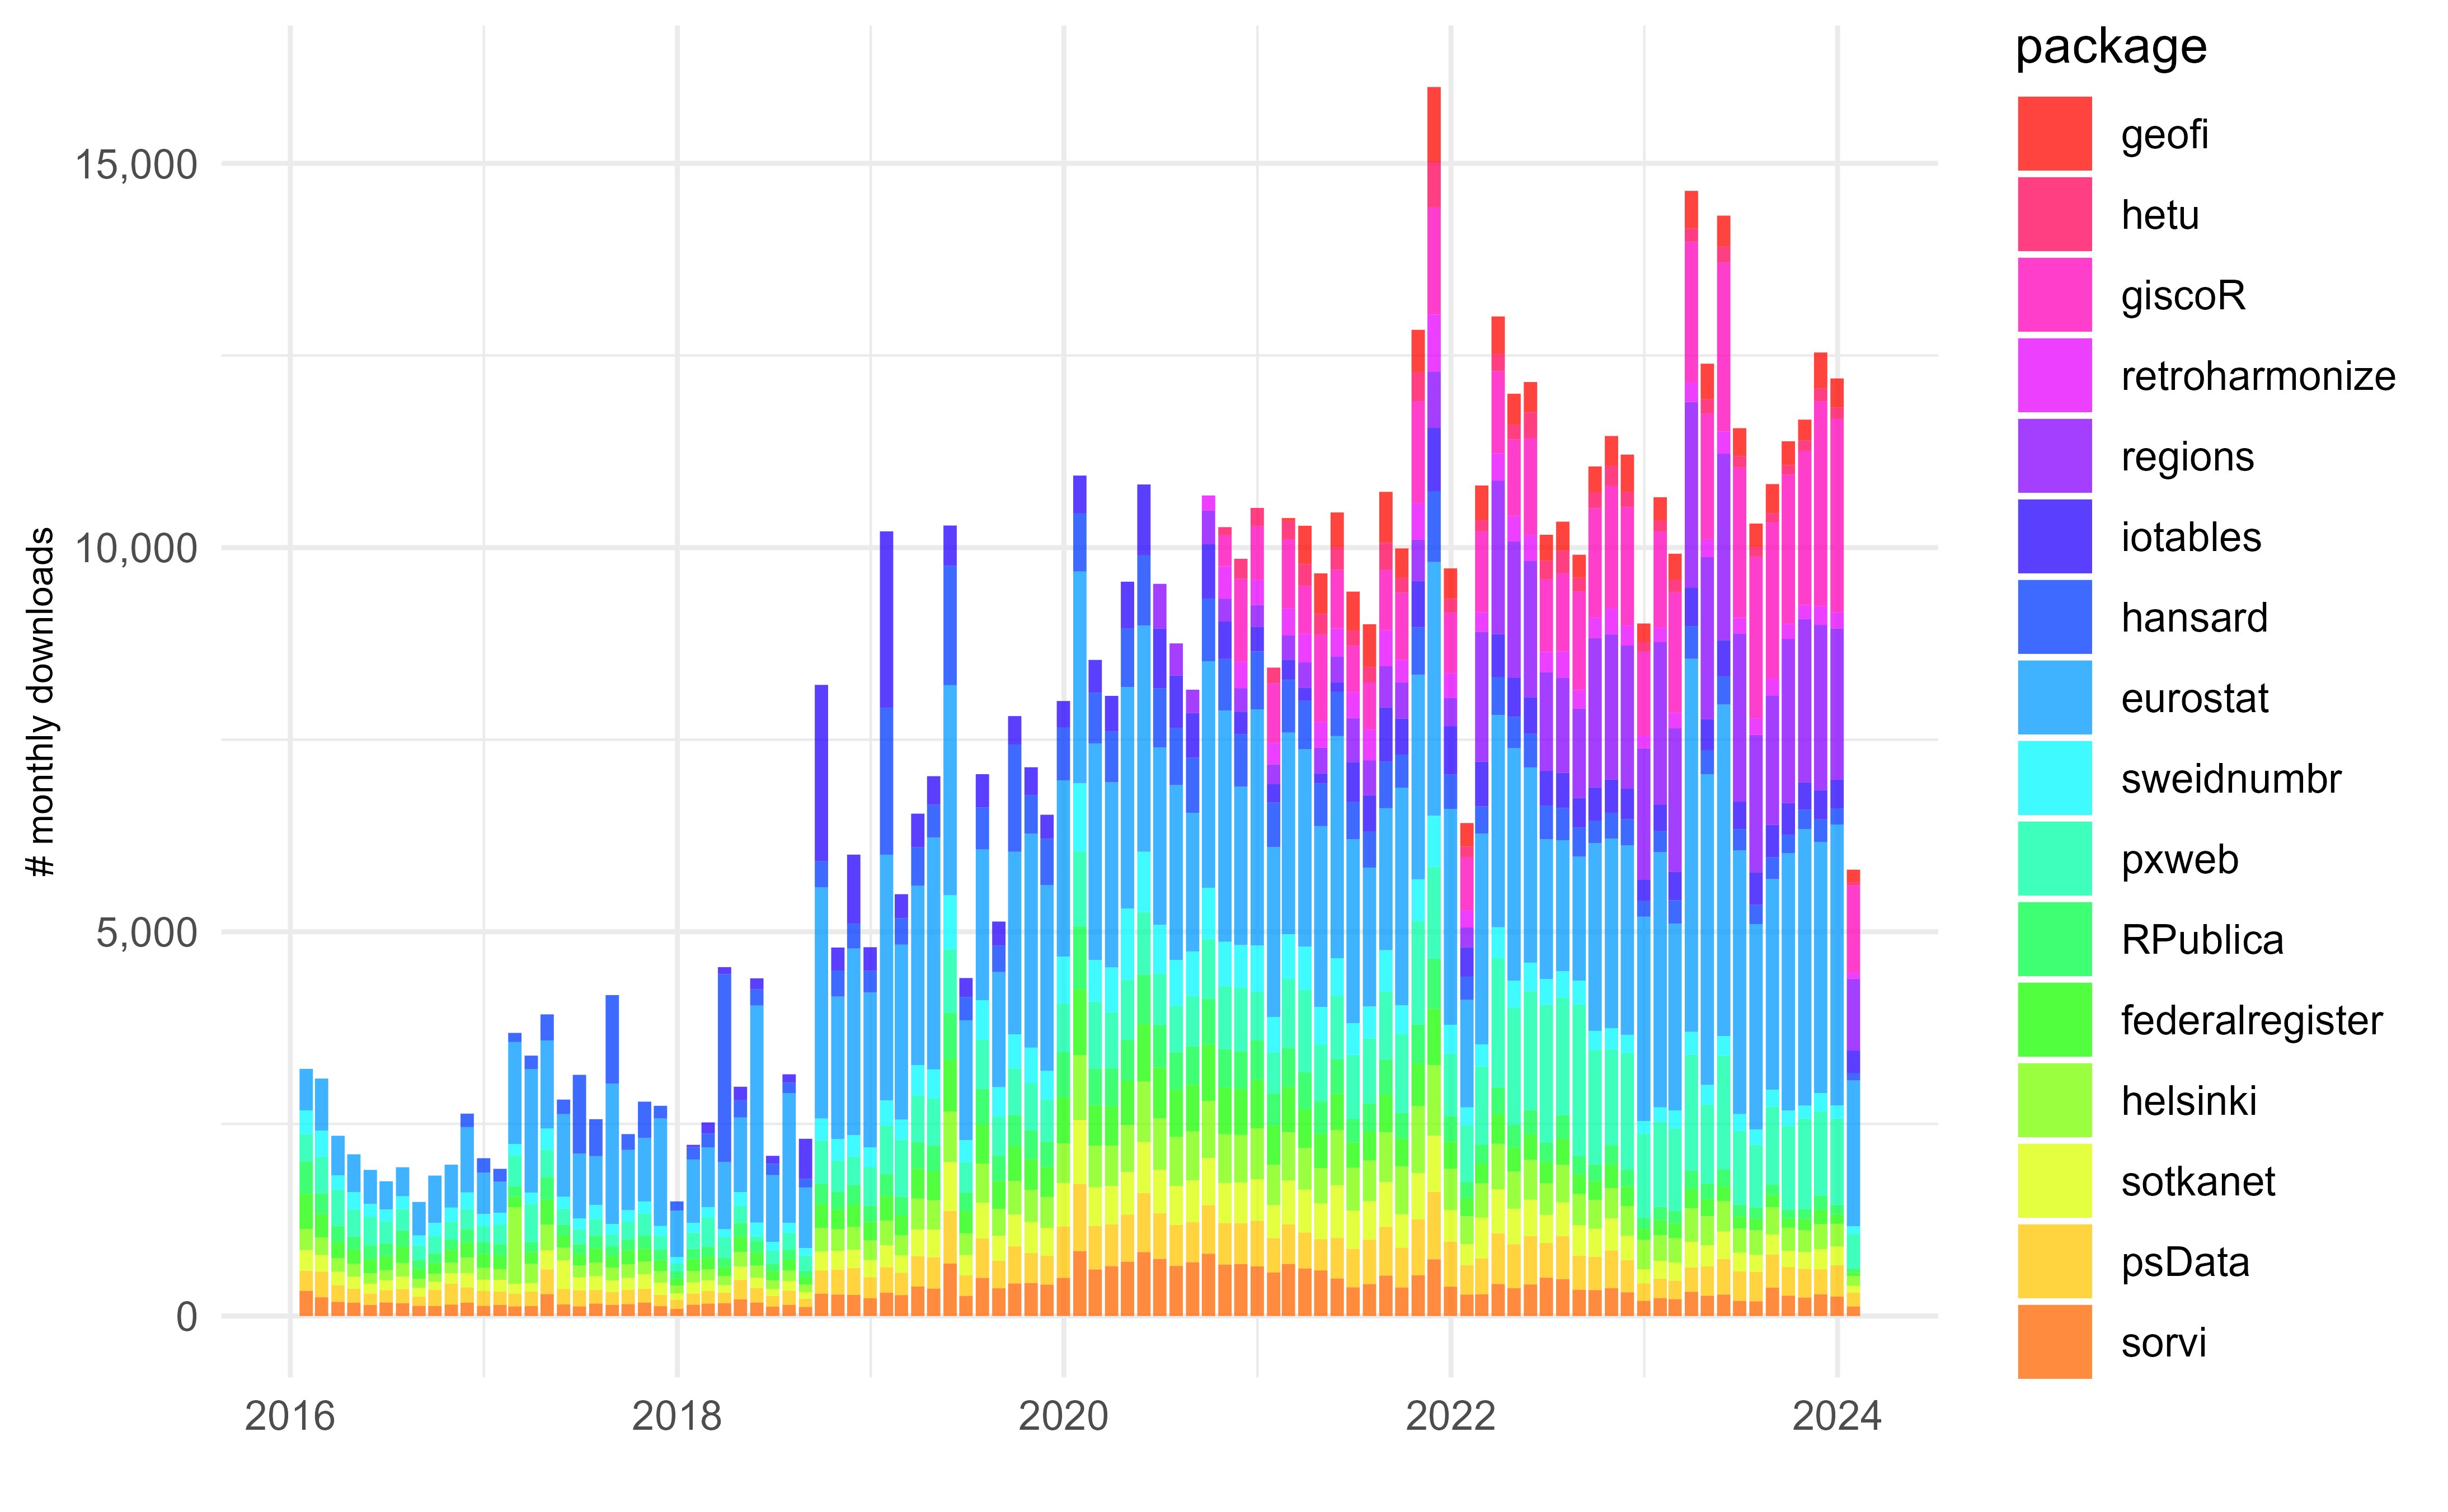 package
geofi
hetu
giscoR
retroharmonize
regions
iotables
hansard
eurostat
sweidnumbr
pxweb
RPublica
federalregister
helsinki
sotkanet
psData
sorvi
# monthly downloads
15,000
10,000
5,000
0
2016 2018 2020 2022 2024